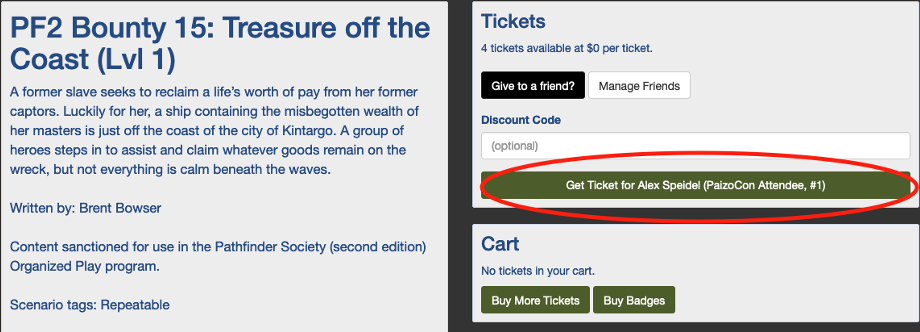 PF2 Bounty 15: Treasure off the
Coast (Lvl 1)
A former slave seeks to reclaim a life's worth of pay from her former
captors. Luckily for her, a ship containing the misbegotten wealth of
her masters is just off the coast of the city of Kintargo. A group of
heroes steps in to assist and claim whatever goods remain on the
wreck, but not everything is calm beneath the waves.
Written by: Brent Bowser
Content sanctioned for use in the Pathfinder Society (second edition)
Organized Play program.
Scenario tags: Repeatable
Tickets
4 tickets available at $0 per ticket.
Give to a friend? Manage Friends
Discount Code
(optional)
Get Ticket for Alex Speidel (PaizoCon Attendee, #1)
Cart
No tickets in your cart.
Buy More Tickets Buy Badges